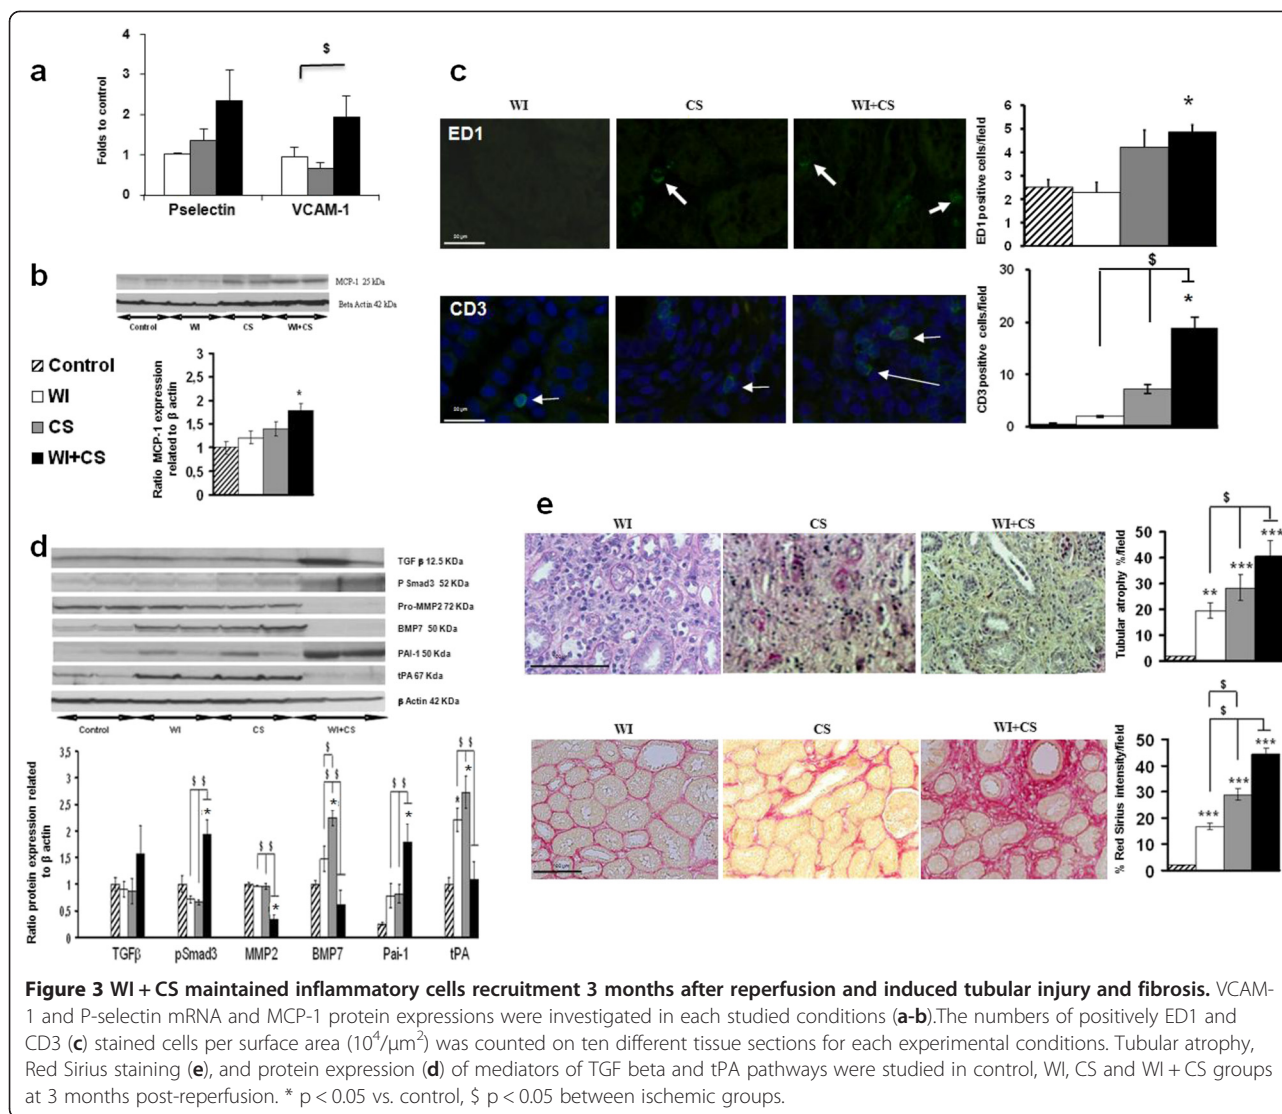 a
4
3
2
1
0
Folds to control
$
Pselectin VCAM-1
b
MCP-1 25 kDa
Beta Actin 42 kDa
Control WI CS WI+CS
Control
WI
CS
WI+CS
3
2,5
2
1,5
1
0,5
0
Ratio MCP-1 expression
related to β actin
*
c
WI CS WI+CS
ED1
6
5
4
3
2
1
0
ED1 positive cells/field
*
CD3
30
20
10
0
CD3 positive cells/field
$
*
d
TGF β 12.5 KDa
P Smad3 52 KDa
Pro-MMP2 72 KDa
BMP7 50 Kda
PAI-1 50 Kda
tPA 67 Kda
β Actin 42 KDa
Control WI CS WI+CS
3,5
3
2,5
2
1,5
1
0,5
0
Ratio protein expression related
to β actin
$ $
*
$ $
*
$
$ $
*
$ $
*
$ $
*
*
TGFβ pSmad3 MMP2 BMP7 Pai-1 tPA
e
WI CS WI+CS
50
40
30
20
10
0
Tubular atrophy %/field
$
**
***
***
WI CS WI+CS
50
40
30
20
10
0
% Red Sirius intensity/field
$
$
***
***
***
Figure 3 WI + CS maintained inflammatory cells recruitment 3 months after reperfusion and induced tubular injury and fibrosis. VCAM-
1 and P-selectin mRNA and MCP-1 protein expressions were investigated in each studied conditions (a-b).The numbers of positively ED1 and
CD3 (c) stained cells per surface area (10⁴/μm²) was counted on ten different tissue sections for each experimental conditions. Tubular atrophy,
Red Sirius staining (e), and protein expression (d) of mediators of TGF beta and tPA pathways were studied in control, WI, CS and WI + CS groups
at 3 months post-reperfusion. * p < 0.05 vs. control, $ p < 0.05 between ischemic groups.